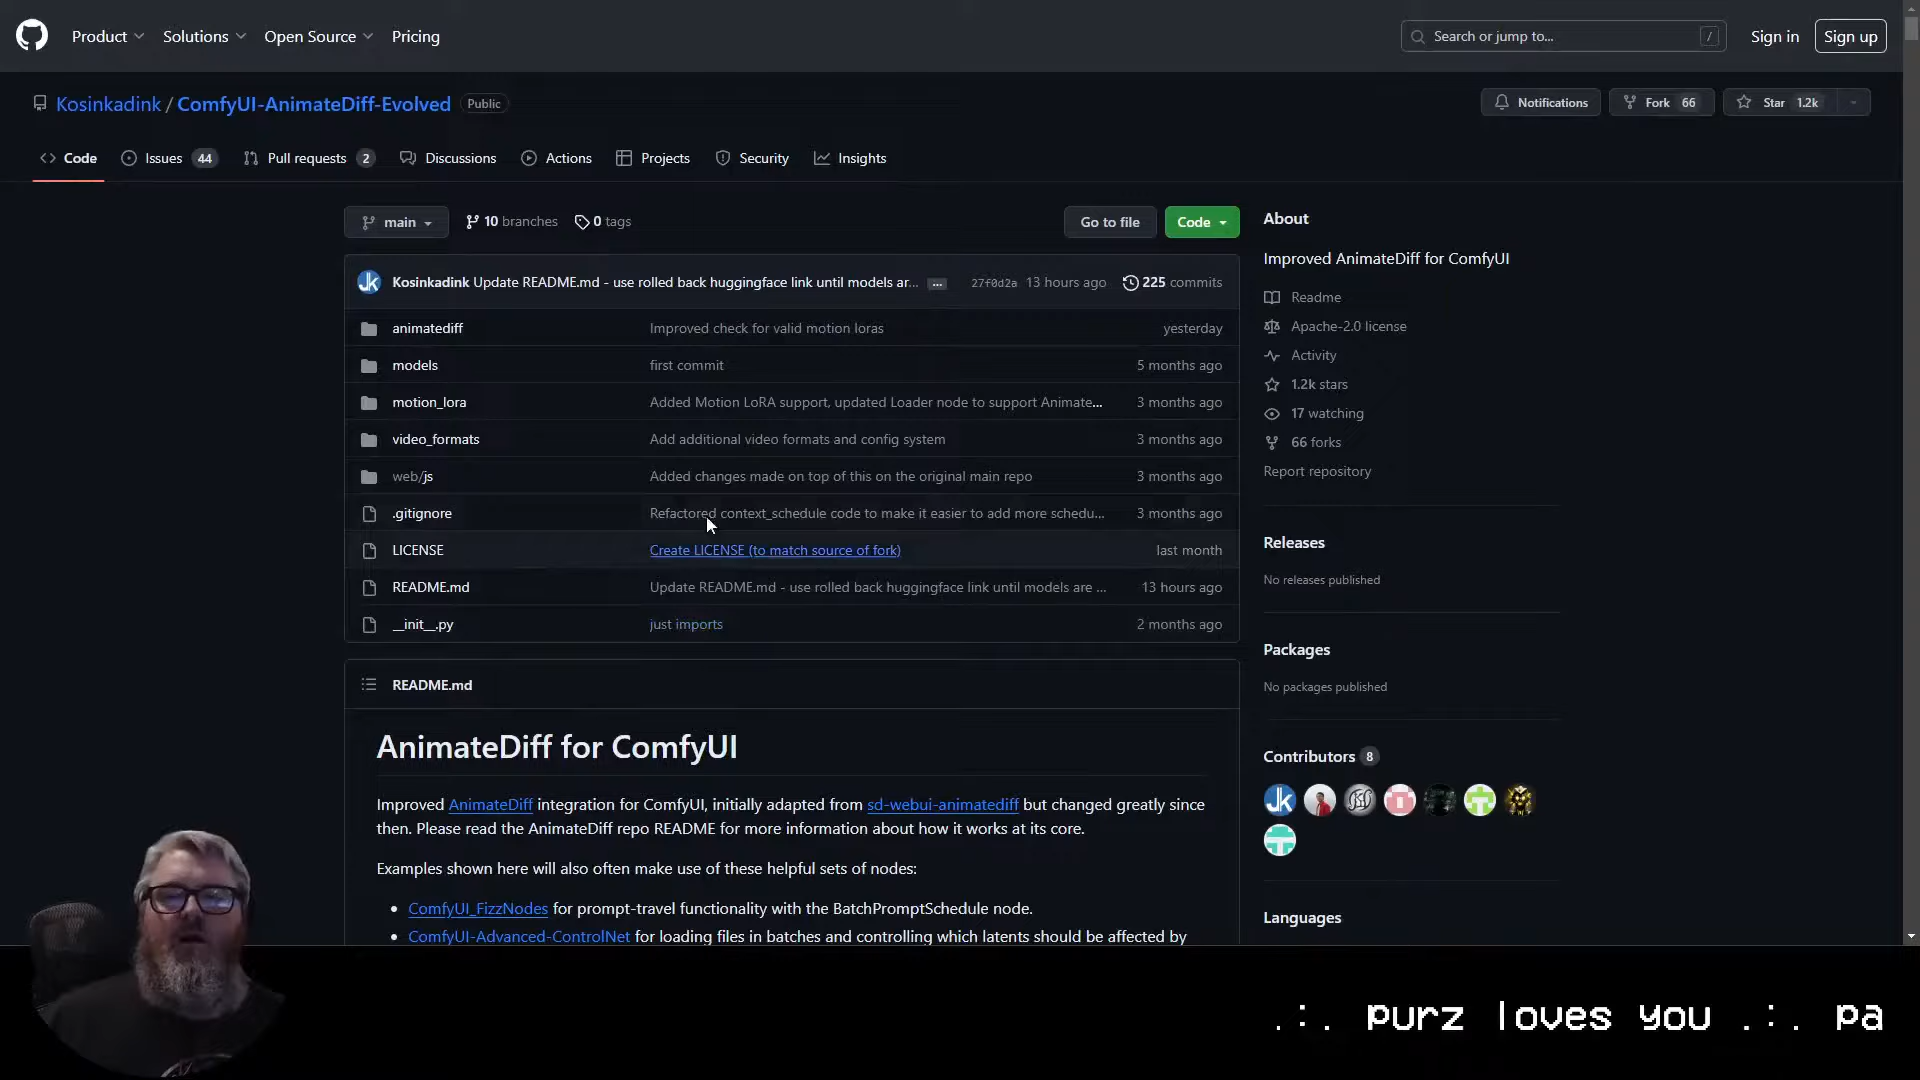 Product Solutions Open Source Pricing Search or jump to... / Sign in Sign up
Kosinkadink / ComfyUI-AnimateDiff-Evolved Public Notifications Fork 66 Star 1.2k
Code Issues 44 Pull requests 2 Discussions Actions Projects Security Insights
main 10 branches 0 tags Go to file Code
Kosinkadink Update README.md - use rolled back huggingface link until models ar... ... 27f0d2a 13 hours ago 225 commits
animatediff Improved check for valid motion loras yesterday
models first commit 5 months ago
motion_lora Added Motion LoRA support, updated Loader node to support Animate... 3 months ago
video_formats Add additional video formats and config system 3 months ago
web/js Added changes made on top of this on the original main repo 3 months ago
.gitignore Refactored context_schedule code to make it easier to add more schedu... 3 months ago
LICENSE Create LICENSE (to match source of fork) last month
README.md Update README.md - use rolled back huggingface link until models are ... 13 hours ago
__init__.py just imports 2 months ago
README.md
AnimateDiff for ComfyUI
Improved AnimateDiff integration for ComfyUI, initially adapted from sd-webui-animatediff but changed greatly since
then. Please read the AnimateDiff repo README for more information about how it works at its core.
Examples shown here will also often make use of these helpful sets of nodes:
• ComfyUI_FizzNodes for prompt-travel functionality with the BatchPromptSchedule node.
• ComfyUI-Advanced-ControlNet for loading files in batches and controlling which latents should be affected by
About
Improved AnimateDiff for ComfyUI
Readme
Apache-2.0 license
Activity
1.2k stars
17 watching
66 forks
Report repository
Releases
No releases published
Packages
No packages published
Contributors 8
Languages
.:. purz loves you .:. pa